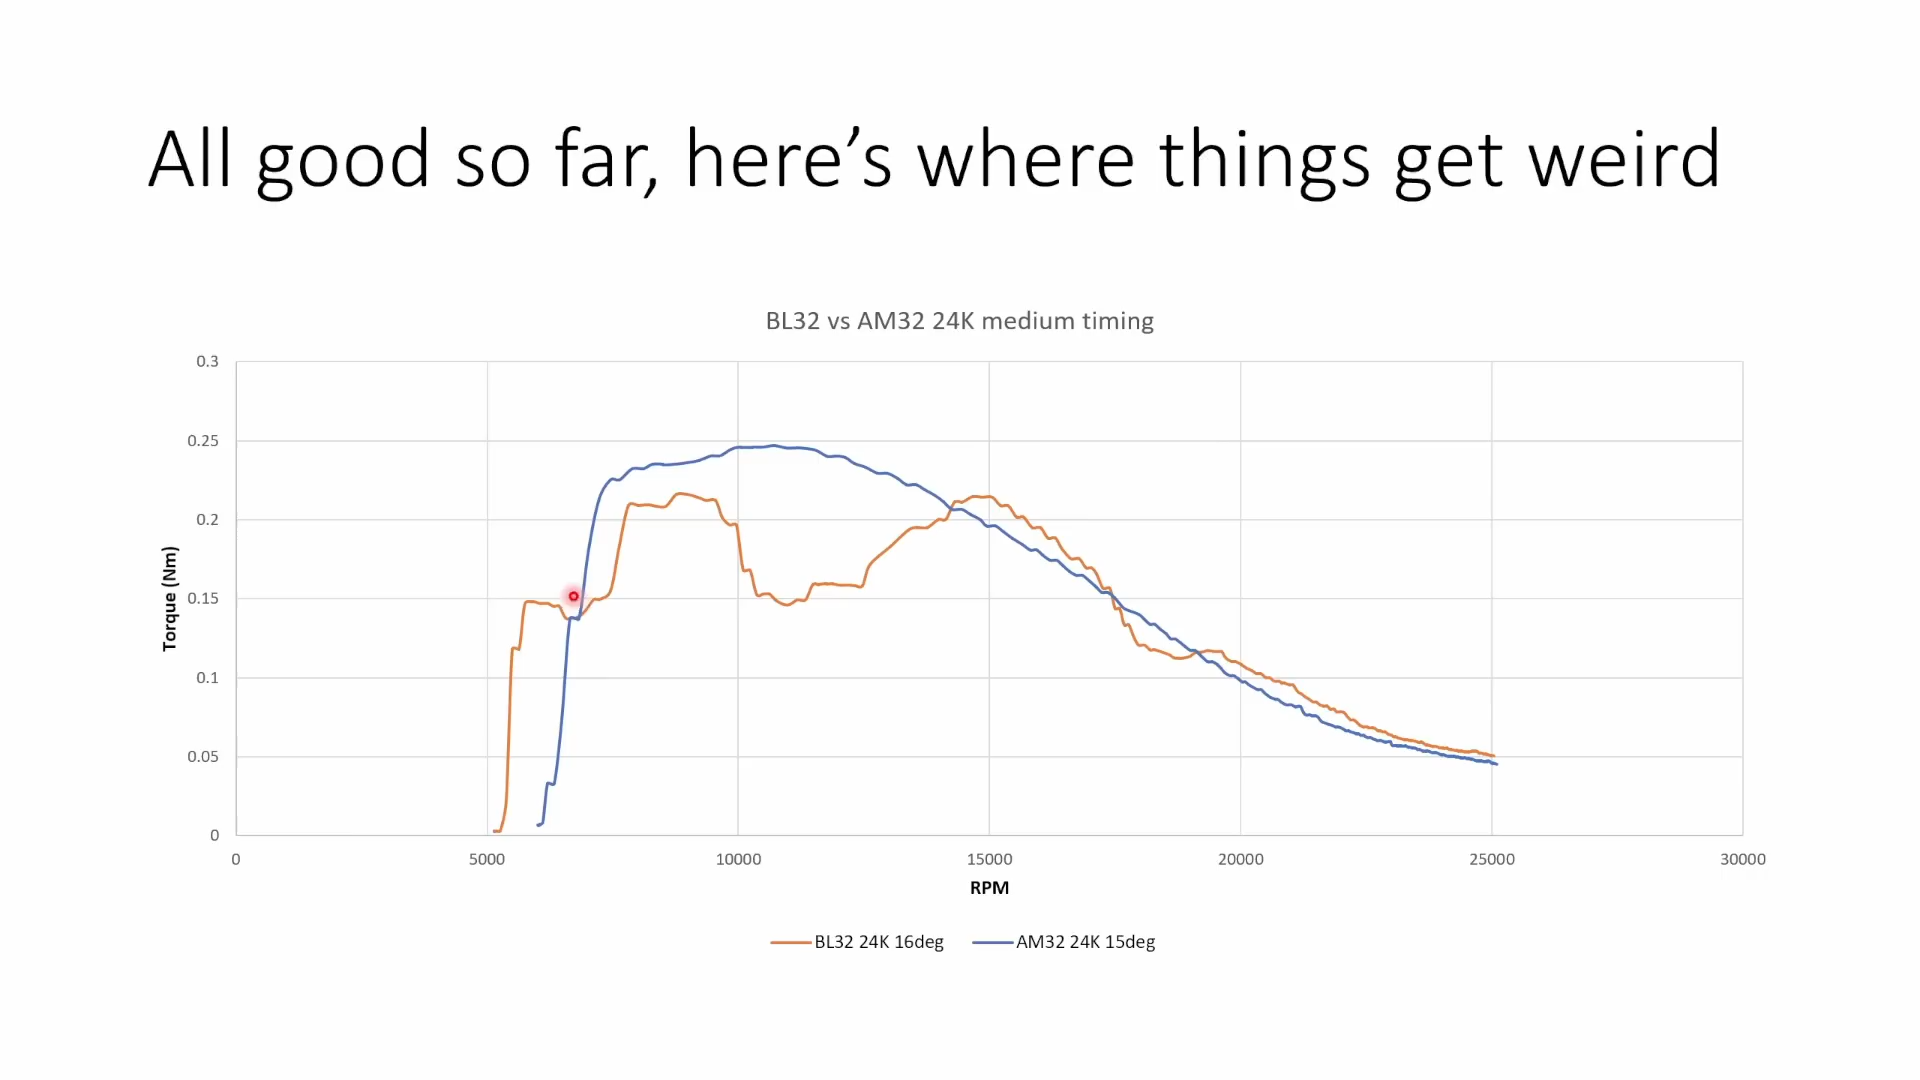 All good so far, here’s where things get weird
BL32 vs AM32 24K medium timing
0.3
0.25
0.2
0.15
0.1
0.05
0
Torque (Nm)
0 5000 10000 15000 20000 25000 30000
RPM
BL32 24K 16deg AM32 24K 15deg